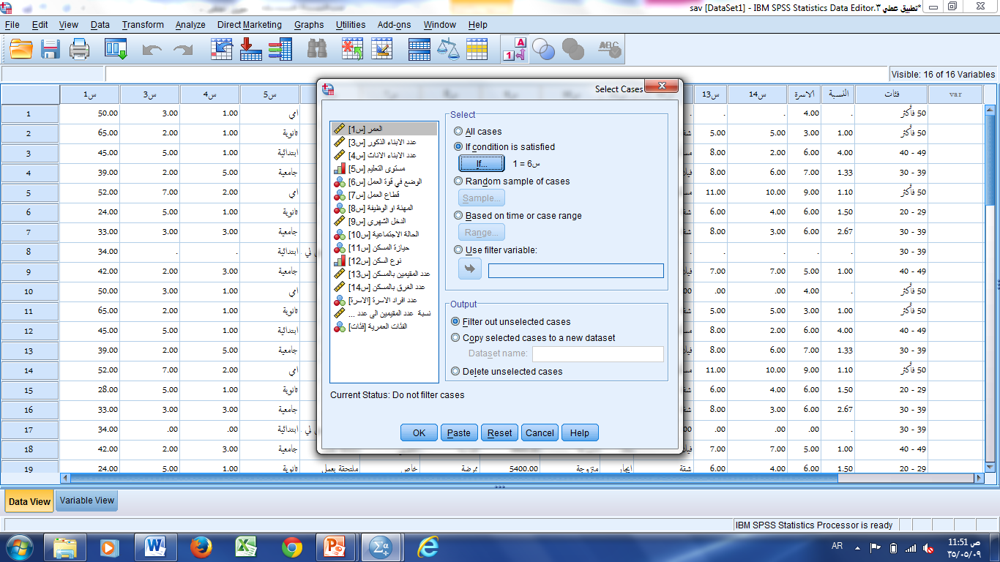 *تطبيق عملي ٣.sav [DataSet1] - IBM SPSS Statistics Data Editor
File Edit View Data Transform Analyze Direct Marketing Graphs Utilities Add-ons Window Help
Visible: 16 of 16 Variables
س1 س3 س4 س5 س13 س14 الاسرة النسبة فئات var
1 50.00 3.00 1.00 امي . . 4.00 . 50 فأكثر
2 65.00 2.00 1.00 ثانوية 5.00 5.00 3.00 1.00 50 فأكثر
3 45.00 5.00 1.00 ابتدائية 8.00 2.00 6.00 4.00 40 - 49
4 39.00 2.00 5.00 جامعية 8.00 6.00 7.00 1.33 30 - 39
5 52.00 7.00 2.00 امي 11.00 10.00 9.00 1.10 50 فأكثر
6 24.00 5.00 1.00 ثانوية 6.00 4.00 6.00 1.50 20 - 29
7 33.00 3.00 3.00 جامعية 8.00 3.00 6.00 2.67 30 - 39
8 34.00 . . ابتدائية . . . . 30 - 39
9 42.00 2.00 3.00 جامعية 7.00 7.00 5.00 1.00 40 - 49
10 50.00 3.00 1.00 امي .00 .00 4.00 . 50 فأكثر
11 65.00 2.00 1.00 ثانوية 5.00 5.00 3.00 1.00 50 فأكثر
12 45.00 5.00 1.00 ابتدائية 8.00 2.00 6.00 4.00 40 - 49
13 39.00 2.00 5.00 جامعية 8.00 6.00 7.00 1.33 30 - 39
14 52.00 7.00 2.00 امي 11.00 10.00 9.00 1.10 50 فأكثر
15 28.00 5.00 1.00 ثانوية 6.00 4.00 6.00 1.50 20 - 29
16 33.00 3.00 3.00 جامعية 8.00 3.00 6.00 2.67 30 - 39
17 34.00 .00 .00 ابتدائية .00 .00 .00 . 30 - 39
18 42.00 2.00 3.00 جامعية 7.00 7.00 5.00 1.00 40 - 49
19 24.00 5.00 1.00 ثانوية ملتحقة بعمل خاص ممرضة 5400.00 متزوجة ايجار شقة 6.00 4.00 6.00 1.50 20 - 29
Select Cases
العمر [س1]
عدد الابناء الذكور [س3]
عدد الابناء الاناث [س4]
مستوى التعليم [س5]
الوضع في قوة العمل [س6]
قطاع العمل [س7]
المهنة او الوظيفة [س8]
الدخل الشهري [س9]
الحالة الاجتماعية [س10]
حيازة المسكن [س11]
نوع السكن [س12]
عدد المقيمين بالمسكن [س13]
عدد الغرق بالمسكن [س14]
عدد افراد الاسرة [الاسرة]
نسبة عدد المقيمين الى عدد ...
الفئات العمرية [فئات]
Select
All cases
If condition is satisfied
If... س6 = 1
Random sample of cases
Sample...
Based on time or case range
Range...
Use filter variable:
Output
Filter out unselected cases
Copy selected cases to a new dataset
Dataset name:
Delete unselected cases
Current Status: Do not filter cases
OK Paste Reset Cancel Help
Data View Variable View
IBM SPSS Statistics Processor is ready
AR 11:51 ص
٣٥/٠٥/٠٩